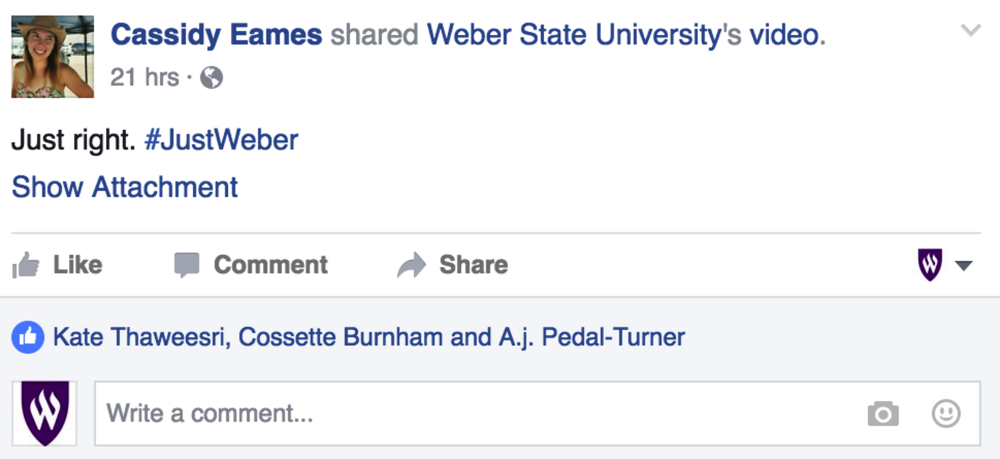 Cassidy Eames shared Weber State University's video.
21 hrs ·
Just right. #JustWeber
Show Attachment
Like Comment Share
Kate Thaweesri, Cossette Burnham and A.j. Pedal-Turner
Write a comment...